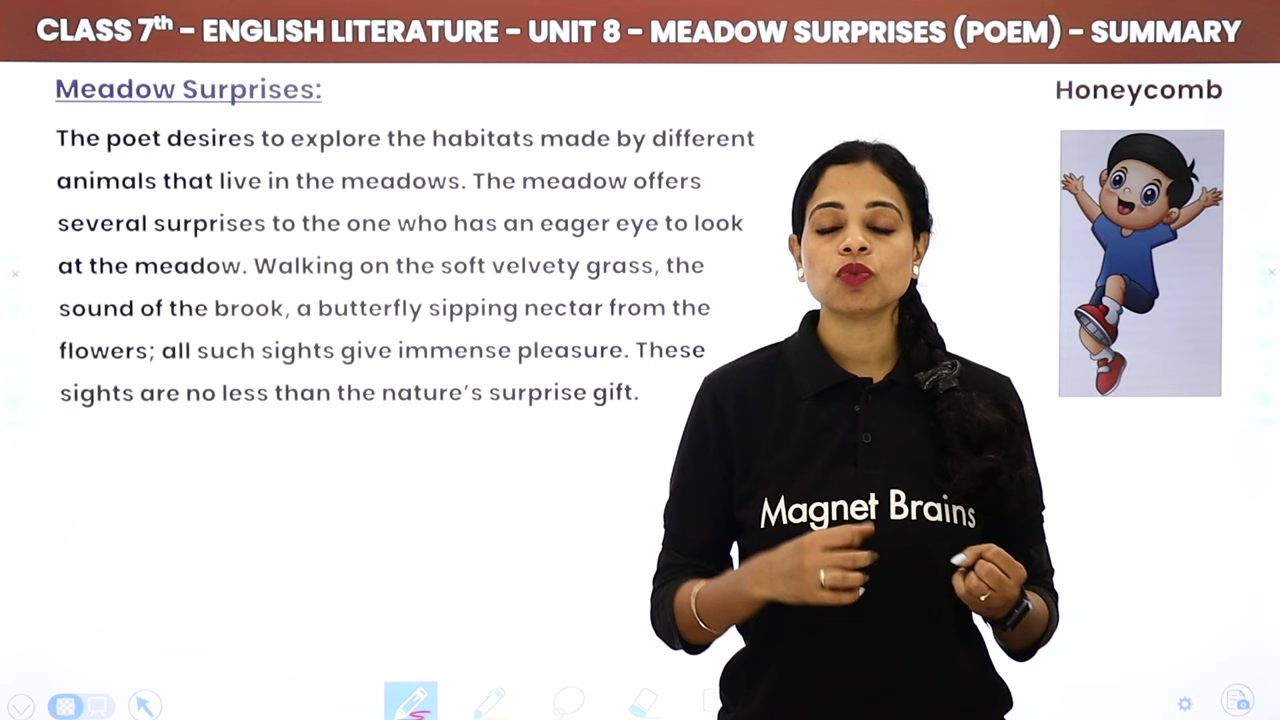 CLASS 7th – ENGLISH LITERATURE – UNIT 8 – MEADOW SURPRISES (POEM) – SUMMARY
Meadow Surprises:
Honeycomb
The poet desires to explore the habitats made by different
animals that live in the meadows. The meadow offers
several surprises to the one who has an eager eye to look
at the meadow. Walking on the soft velvety grass, the
sound of the brook, a butterfly sipping nectar from the
flowers; all such sights give immense pleasure. These
sights are no less than the nature's surprise gift.
Magnet Brains